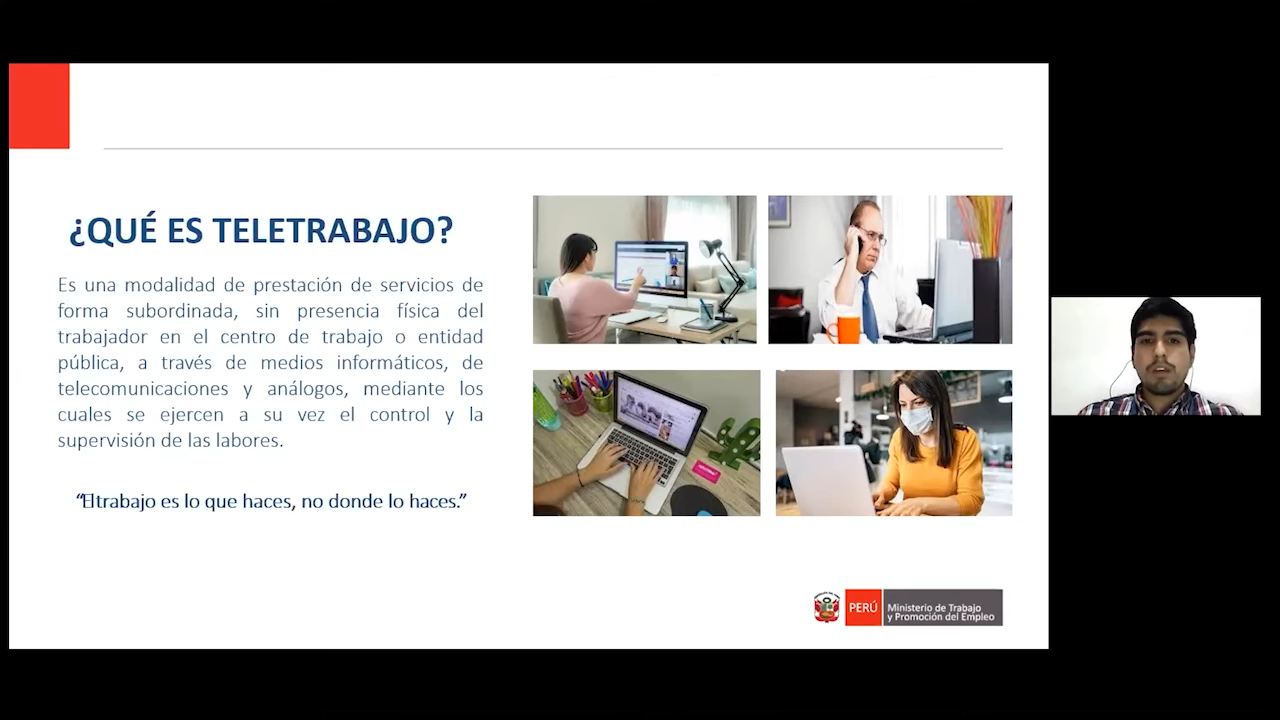 ¿QUÉ ES TELETRABAJO?
Es una modalidad de prestación de servicios de
forma subordinada, sin presencia física del
trabajador en el centro de trabajo o entidad
pública, a través de medios informáticos, de
telecomunicaciones y análogos, mediante los
cuales se ejercen a su vez el control y la
supervisión de las labores.
“El trabajo es lo que haces, no donde lo haces.”
PERÚ
Ministerio de Trabajo
y Promoción del Empleo